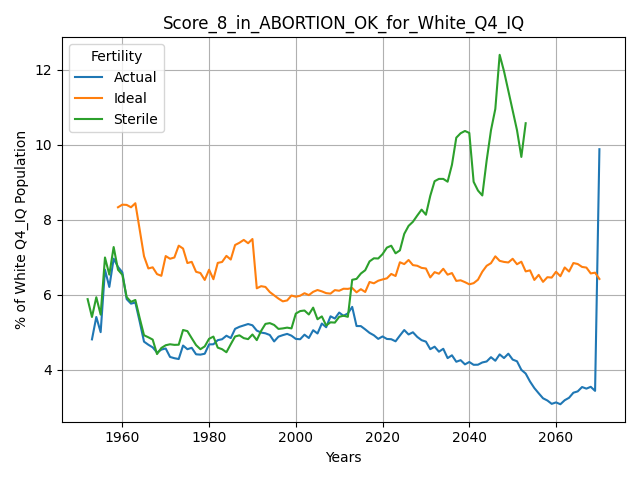 Score_8_in_ABORTION_OK_for_White_Q4_IQ
Fertility
Actual
Ideal
Sterile
% of White Q4_IQ Population
12
10
8
6
4
1960 1980 2000 2020 2040 2060
Years